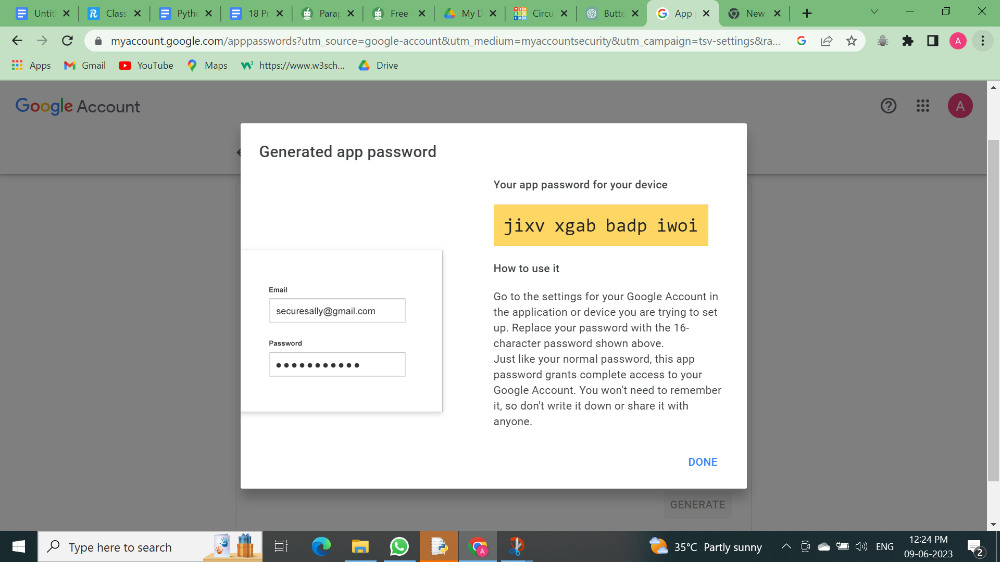 Untitl
Class
Pytho
18 Pr
Parap
Free
My D
Circu
Butto
App
New
myaccount.google.com/apppasswords?utm_source=google-account&utm_medium=myaccountsecurity&utm_campaign=tsv-settings&ra...
A
Apps
Gmail
YouTube
Maps
https://www.w3sch...
Drive
Google Account
A
Generated app password
Your app password for your device
jixv xgab badp iwoi
Email
securesally@gmail.com
Password
How to use it
Go to the settings for your Google Account in
the application or device you are trying to set
up. Replace your password with the 16-
character password shown above.
Just like your normal password, this app
password grants complete access to your
Google Account. You won't need to remember
it, so don't write it down or share it with
anyone.
DONE
GENERATE
Type here to search
35°C Partly sunny
ENG
12:24 PM
09-06-2023
2